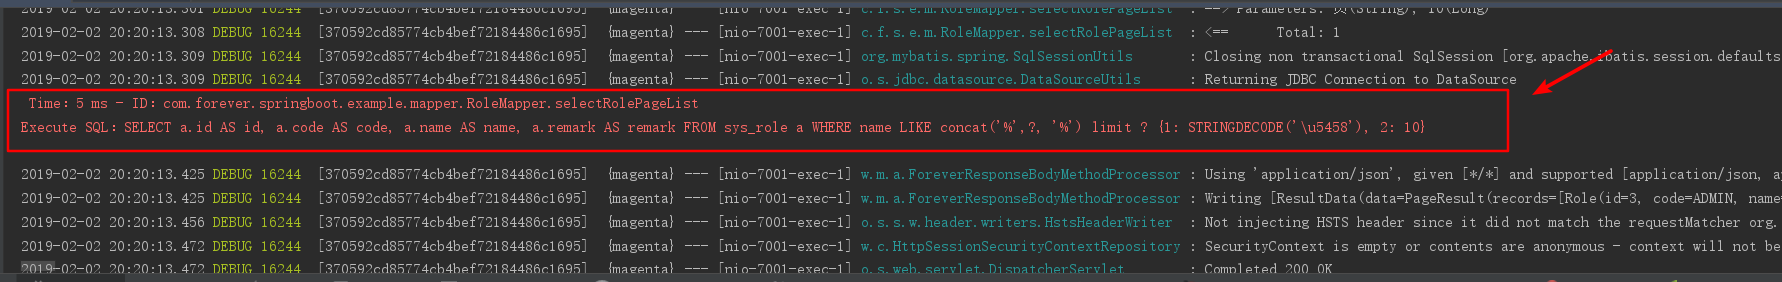 2019-02-02 20:20:13.301 DEBUG 16244 [370592cd85774cb4bef72184486c1695] {magenta} --- [nio-7001-exec-1] c.f.s.e.m.RoleMapper.selectRolePageList : ==> Parameters: 员(String), 10(Long)
2019-02-02 20:20:13.308 DEBUG 16244 [370592cd85774cb4bef72184486c1695] {magenta} --- [nio-7001-exec-1] c.f.s.e.m.RoleMapper.selectRolePageList : <== Total: 1
2019-02-02 20:20:13.309 DEBUG 16244 [370592cd85774cb4bef72184486c1695] {magenta} --- [nio-7001-exec-1] org.mybatis.spring.SqlSessionUtils : Closing non transactional SqlSession [org.apache.ibatis.session.defaults
2019-02-02 20:20:13.309 DEBUG 16244 [370592cd85774cb4bef72184486c1695] {magenta} --- [nio-7001-exec-1] o.s.jdbc.datasource.DataSourceUtils : Returning JDBC Connection to DataSource
Time：5 ms - ID：com.forever.springboot.example.mapper.RoleMapper.selectRolePageList
Execute SQL：SELECT a.id AS id, a.code AS code, a.name AS name, a.remark AS remark FROM sys_role a WHERE name LIKE concat('%',?, '%') limit ? {1: STRINGDECODE('\u5458'), 2: 10}
2019-02-02 20:20:13.425 DEBUG 16244 [370592cd85774cb4bef72184486c1695] {magenta} --- [nio-7001-exec-1] w.m.a.ForeverResponseBodyMethodProcessor : Using 'application/json', given [*/*] and supported [application/json, ap
2019-02-02 20:20:13.425 DEBUG 16244 [370592cd85774cb4bef72184486c1695] {magenta} --- [nio-7001-exec-1] w.m.a.ForeverResponseBodyMethodProcessor : Writing [ResultData(data=PageResult(records=[Role(id=3, code=ADMIN, name=
2019-02-02 20:20:13.456 DEBUG 16244 [370592cd85774cb4bef72184486c1695] {magenta} --- [nio-7001-exec-1] o.s.s.w.header.writers.HstsHeaderWriter : Not injecting HSTS header since it did not match the requestMatcher org.
2019-02-02 20:20:13.472 DEBUG 16244 [370592cd85774cb4bef72184486c1695] {magenta} --- [nio-7001-exec-1] w.c.HttpSessionSecurityContextRepository : SecurityContext is empty or contents are anonymous - context will not be
2019-02-02 20:20:13.472 DEBUG 16244 [370592cd85774cb4bef72184486c1695] {magenta} --- [nio-7001-exec-1] o.s.web.servlet.DispatcherServlet : Completed 200 OK